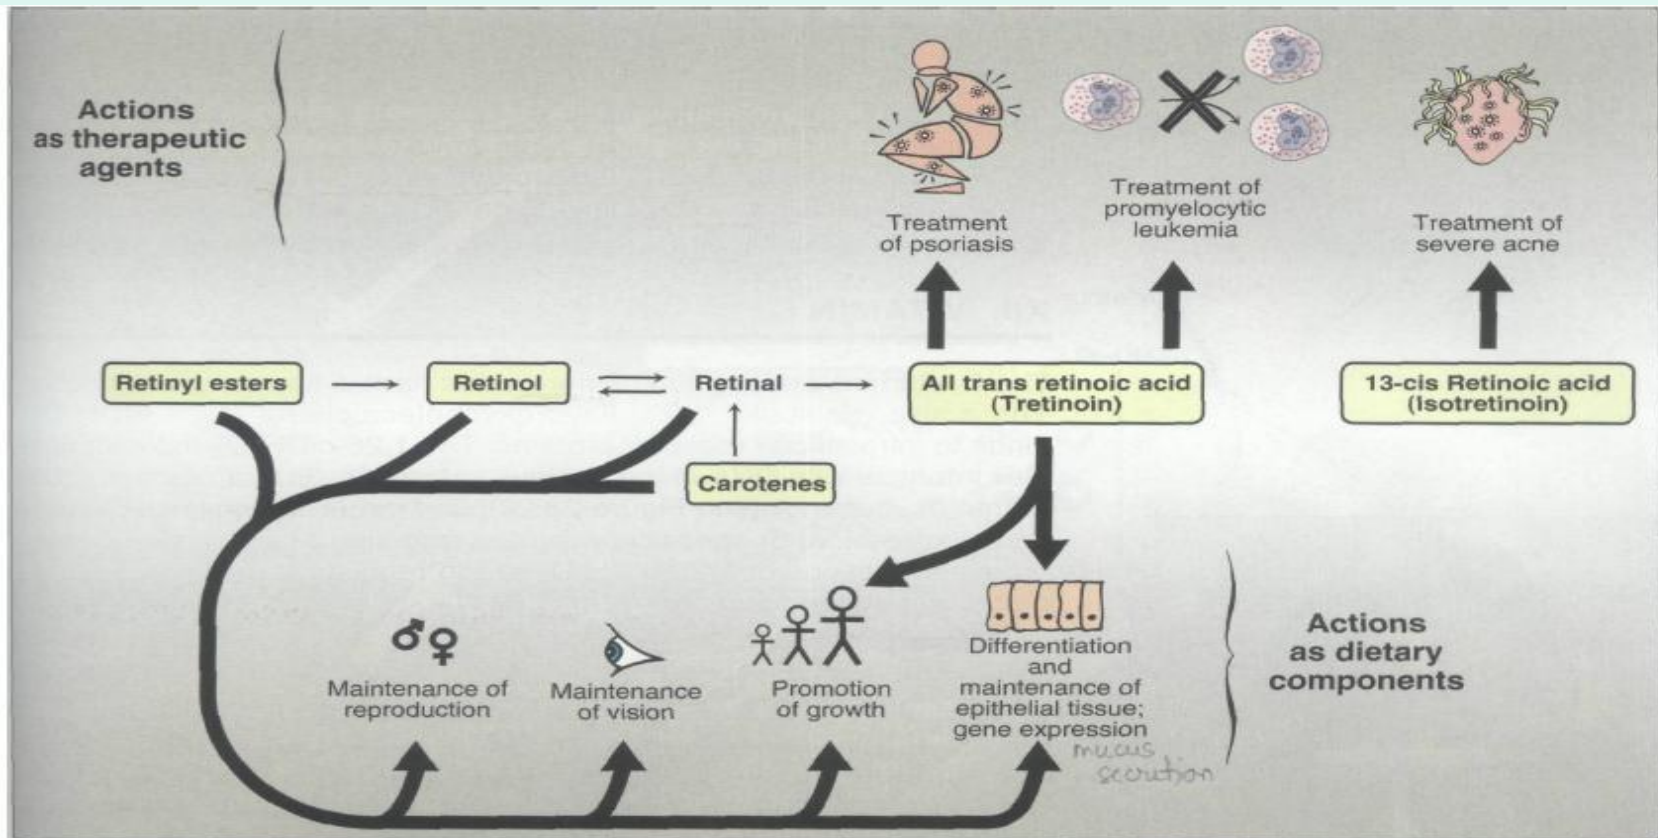 Actions
as therapeutic
agents
Treatment
of psoriasis
Treatment of
promyelocytic
leukemia
Treatment of
severe acne
Retinyl esters
Retinol
Retinal
All trans retinoic acid
(Tretinoin)
13-cis Retinoic acid
(Isotretinoin)
Carotenes
Maintenance of
reproduction
Maintenance
of vision
Promotion
of growth
Differentiation
and
maintenance of
epithelial tissue;
gene expression
mucus
secrution
Actions
as dietary
components